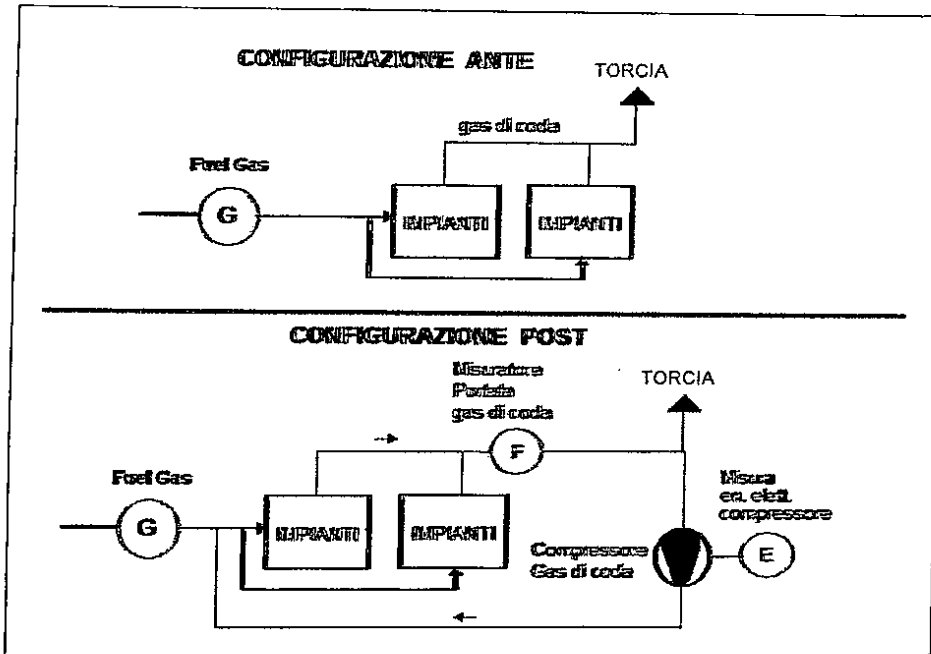 CONFIGURAZIONE ANTE
TORCIA
gas di coda
Fuel Gas
G
IMPIANTI
IMPIANTI
CONFIGURAZIONE POST
Misuratore
Portata
gas di coda
TORCIA
F
Fuel Gas
G
IMPIANTI
IMPIANTI
Misura
en. elett.
compressore
Compressore
Gas di coda
E